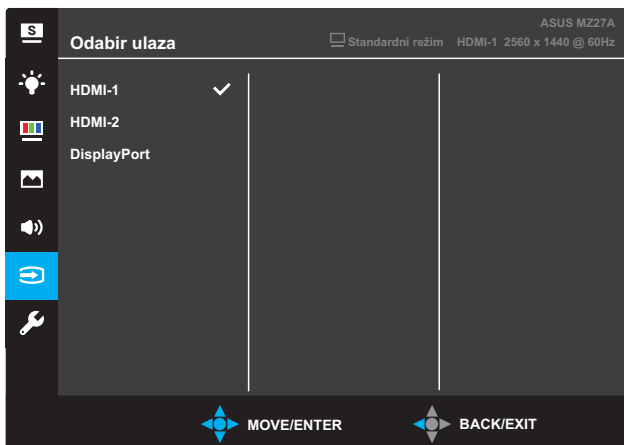 S
ASUS MZ27A
Odabir ulaza
Standardni režim HDMI-1 2560 x 1440 @ 60Hz
HDMI-1
HDMI-2
DisplayPort
MOVE/ENTER
BACK/EXIT